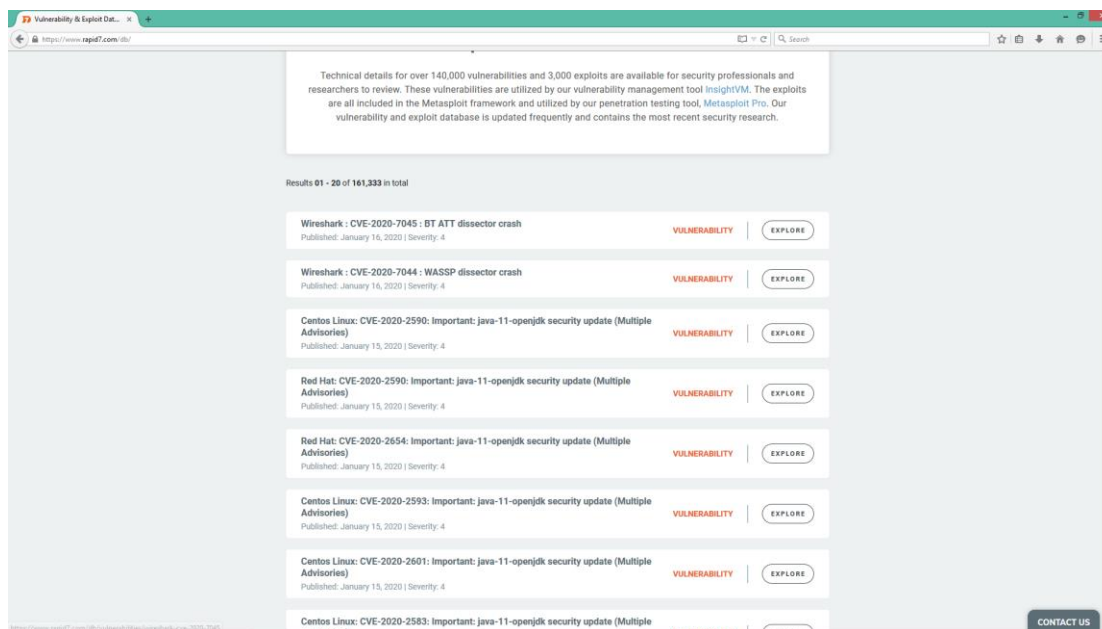 Vulnerability & Exploit Dat...
https://www.rapid7.com/db/
Search
Technical details for over 140,000 vulnerabilities and 3,000 exploits are available for security professionals and
researchers to review. These vulnerabilities are utilized by our vulnerability management tool InsightVM. The exploits
are all included in the Metasploit framework and utilized by our penetration testing tool, Metasploit Pro. Our
vulnerability and exploit database is updated frequently and contains the most recent security research.
Results 01 - 20 of 161,333 in total
Wireshark : CVE-2020-7045 : BT ATT dissector crash
Published: January 16, 2020 | Severity: 4
VULNERABILITY
EXPLORE
Wireshark : CVE-2020-7044 : WASSP dissector crash
Published: January 16, 2020 | Severity: 4
VULNERABILITY
EXPLORE
Centos Linux: CVE-2020-2590: Important: java-11-openjdk security update (Multiple
Advisories)
Published: January 15, 2020 | Severity: 4
VULNERABILITY
EXPLORE
Red Hat: CVE-2020-2590: Important: java-11-openjdk security update (Multiple
Advisories)
Published: January 15, 2020 | Severity: 4
VULNERABILITY
EXPLORE
Red Hat: CVE-2020-2654: Important: java-11-openjdk security update (Multiple
Advisories)
Published: January 15, 2020 | Severity: 4
VULNERABILITY
EXPLORE
Centos Linux: CVE-2020-2593: Important: java-11-openjdk security update (Multiple
Advisories)
Published: January 15, 2020 | Severity: 4
VULNERABILITY
EXPLORE
Centos Linux: CVE-2020-2601: Important: java-11-openjdk security update (Multiple
Advisories)
Published: January 15, 2020 | Severity: 4
VULNERABILITY
EXPLORE
Centos Linux: CVE-2020-2583: Important: java-11-openjdk security update (Multiple
CONTACT US